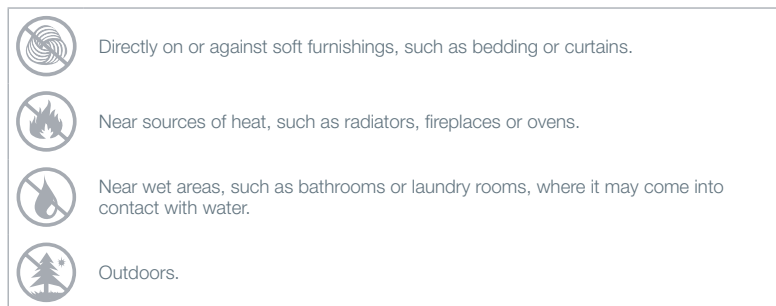 Directly on or against soft furnishings, such as bedding or curtains.
Near sources of heat, such as radiators, fireplaces or ovens.
Near wet areas, such as bathrooms or laundry rooms, where it may come into
contact with water.
Outdoors.